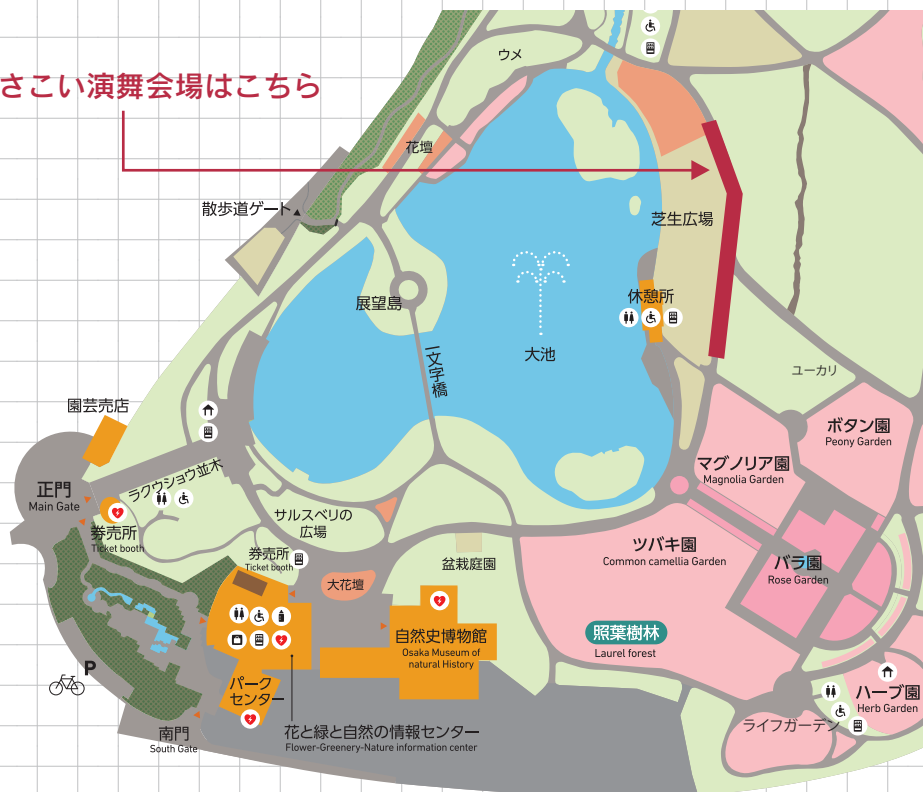 ウメ
さこい演舞会場はこちら
花壇
散歩道ゲート▲
芝生広場
展望島
休憩所
一文字橋
大池
ユーカリ
園芸売店
ボタン園
Peony Garden
マグノリア園
Magnolia Garden
ラクウショウ並木
正門
Main Gate
サルスベリの
広場
券売所
Ticket booth
ツバキ園
Common camellia Garden
券売所
Ticket booth
盆栽庭園
バラ園
Rose Garden
大花壇
自然史博物館
Osaka Museum of
natural History
照葉樹林
Laurel forest
P
パーク
センター
ハーブ園
Herb Garden
ライフガーデン
南門
South Gate
花と緑と自然の情報センター
Flower-Greenery-Nature information center